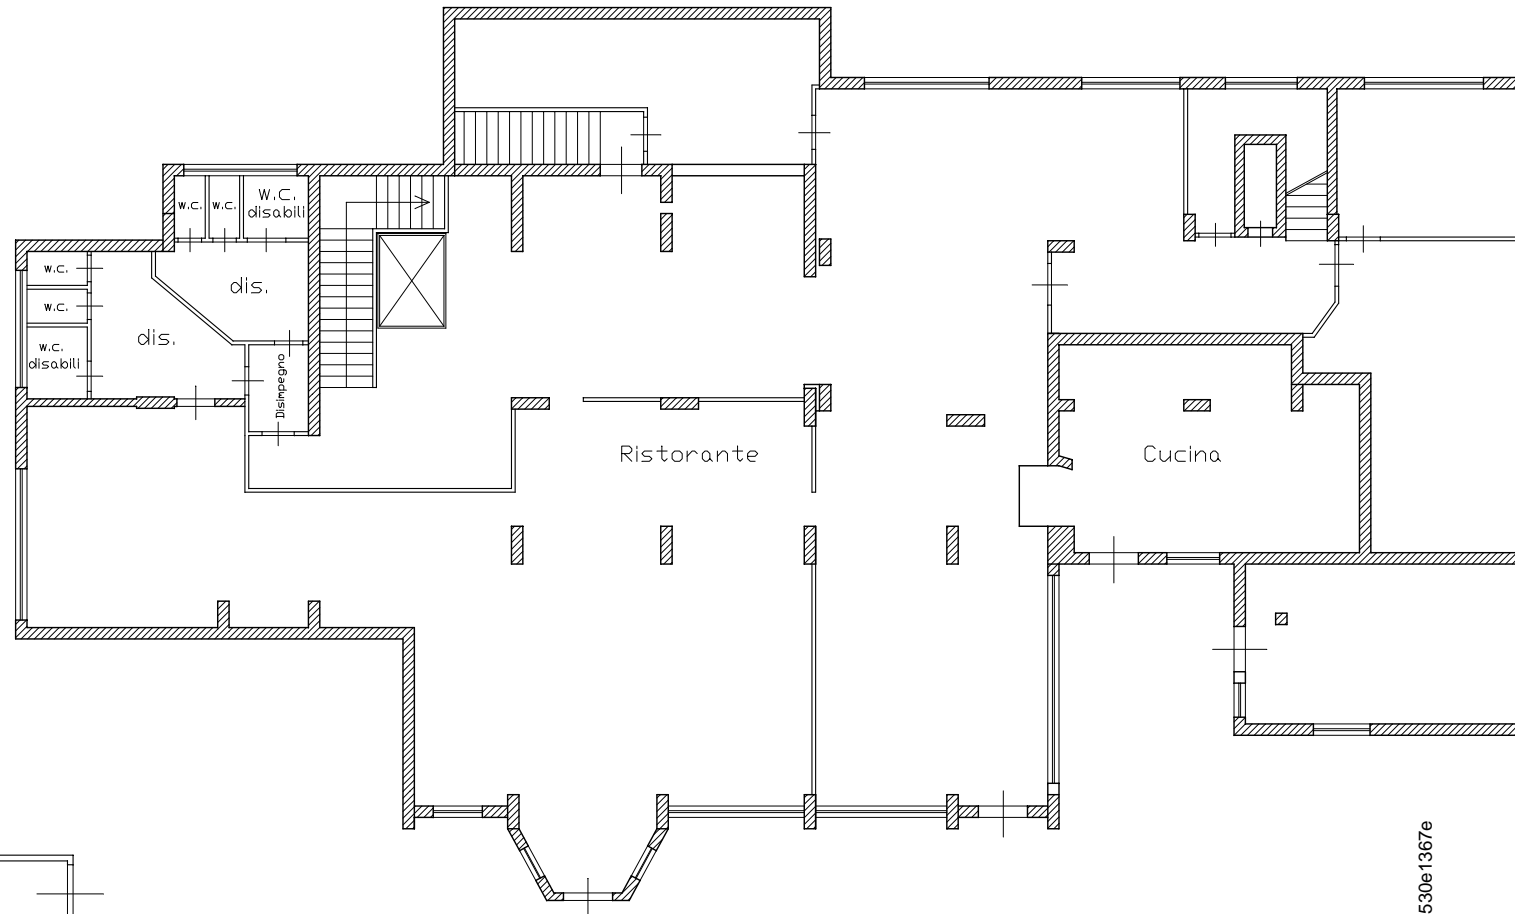 w.c.
w.c.
W.C.
disabili
w.c.
w.c.
w.c.
disabili
dis.
dis.
Disimpegno
Ristorante
Cucina
530e1367e